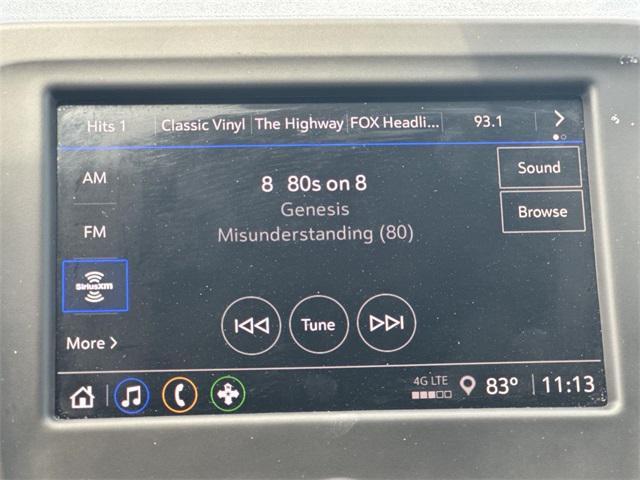 Hits 1 Classic Vinyl The Highway FOX Headli... 93.1
AM
8 80s on 8
Sound
Genesis
Browse
FM
Misunderstanding (80)
SiriusXM
Tune
More
4G LTE 83° 11:13